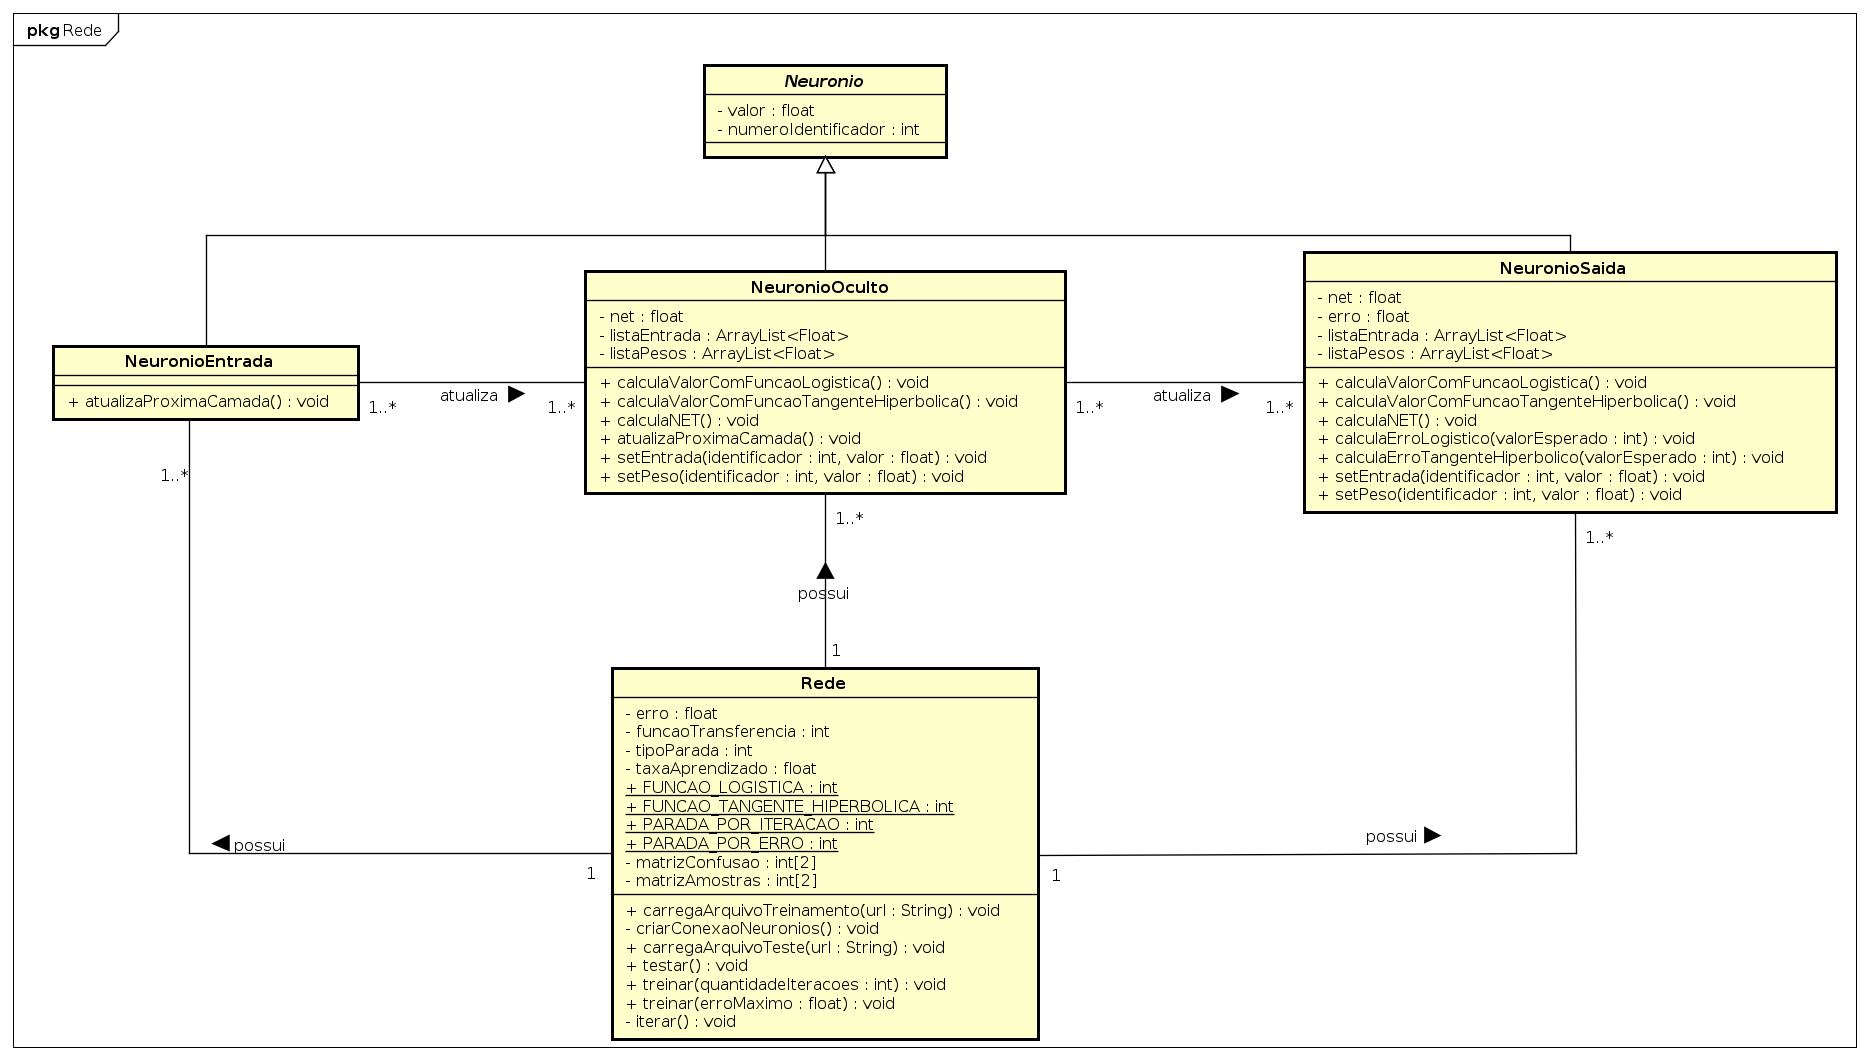 pkg Rede
Neuronio
- valor : float
- numeroIdentificador : int
NeuronioEntrada
+ atualizaProximaCamada() : void
1..*
atualiza
1..*
NeuronioOculto
- net : float
- listaEntrada : ArrayList<Float>
- listaPesos : ArrayList<Float>
+ calculaValorComFuncaoLogistica() : void
+ calculaValorComFuncaoTangenteHiperbolica() : void
+ calculaNET() : void
+ atualizaProximaCamada() : void
+ setEntrada(identificador : int, valor : float) : void
+ setPeso(identificador : int, valor : float) : void
1..*
atualiza
1..*
NeuronioSaida
- net : float
- erro : float
- listaEntrada : ArrayList<Float>
- listaPesos : ArrayList<Float>
+ calculaValorComFuncaoLogistica() : void
+ calculaValorComFuncaoTangenteHiperbolica() : void
+ calculaNET() : void
+ calculaErroLogistico(valorEsperado : int) : void
+ calculaErroTangenteHiperbolico(valorEsperado : int) : void
+ setEntrada(identificador : int, valor : float) : void
+ setPeso(identificador : int, valor : float) : void
1..*
1..*
1..*
possui
1
Rede
- erro : float
- funcaoTransferencia : int
- tipoParada : int
- taxaAprendizado : float
+ FUNCAO_LOGISTICA : int
+ FUNCAO_TANGENTE_HIPERBOLICA : int
+ PARADA_POR_ITERACAO : int
+ PARADA_POR_ERRO : int
- matrizConfusao : int[2]
- matrizAmostras : int[2]
+ carregaArquivoTreinamento(url : String) : void
- criarConexaoNeuronios() : void
+ carregaArquivoTeste(url : String) : void
+ testar() : void
+ treinar(quantidadeIteracoes : int) : void
+ treinar(erroMaximo : float) : void
- iterar() : void
possui
1
possui
1